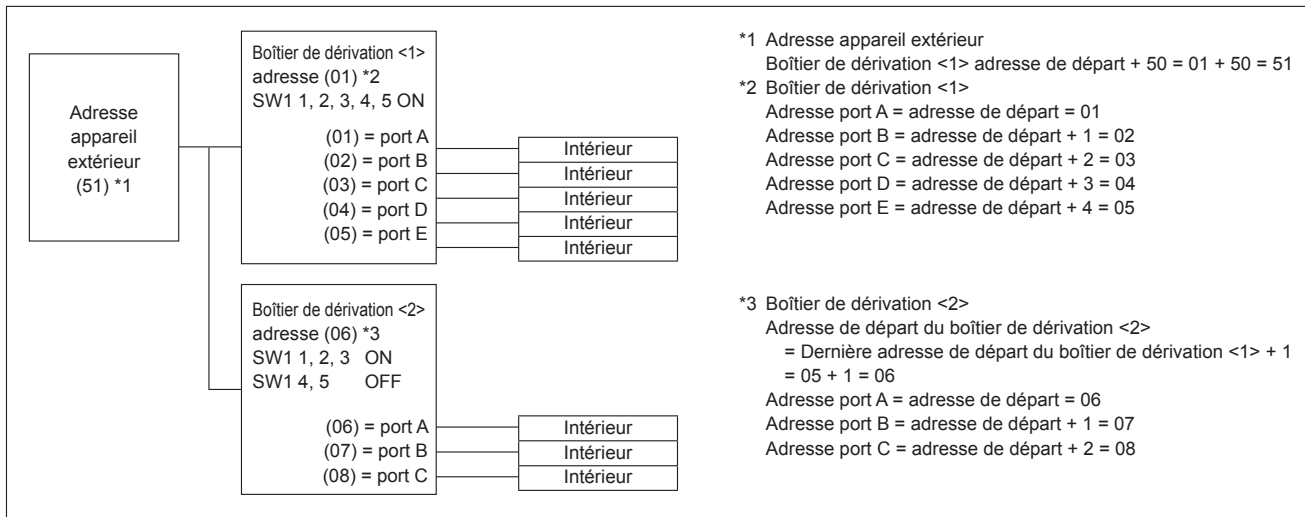 Adresse
appareil
extérieur
(51) *1
Boîtier de dérivation <1>
adresse (01) *2
SW1 1, 2, 3, 4, 5 ON
(01) = port A
(02) = port B
(03) = port C
(04) = port D
(05) = port E
Intérieur
Intérieur
Intérieur
Intérieur
Intérieur
Boîtier de dérivation <2>
adresse (06) *3
SW1 1, 2, 3 ON
SW1 4, 5 OFF
(06) = port A
(07) = port B
(08) = port C
Intérieur
Intérieur
Intérieur
*1 Adresse appareil extérieur
Boîtier de dérivation <1> adresse de départ + 50 = 01 + 50 = 51
*2 Boîtier de dérivation <1>
Adresse port A = adresse de départ = 01
Adresse port B = adresse de départ + 1 = 02
Adresse port C = adresse de départ + 2 = 03
Adresse port D = adresse de départ + 3 = 04
Adresse port E = adresse de départ + 4 = 05
*3 Boîtier de dérivation <2>
Adresse de départ du boîtier de dérivation <2>
= Dernière adresse de départ du boîtier de dérivation <1> + 1
= 05 + 1 = 06
Adresse port A = adresse de départ = 06
Adresse port B = adresse de départ + 1 = 07
Adresse port C = adresse de départ + 2 = 08